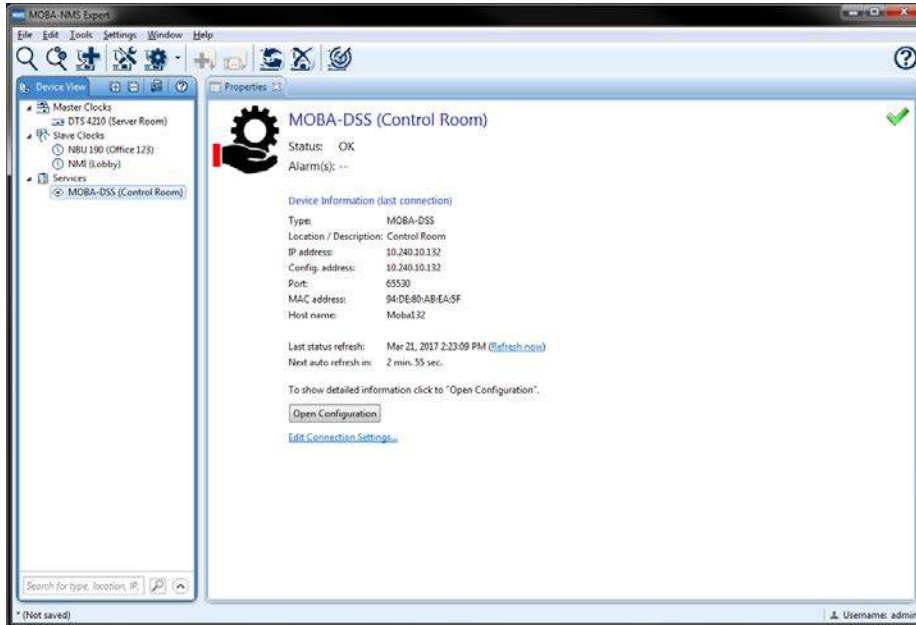 MOBA-NMS Expert
File Edit Tools Settings Window Help
Device View
Properties
Master Clocks
DTS 4210 (Server Room)
Slave Clocks
NBU 190 (Office 123)
NMI (Lobby)
Services
MOBA-DSS (Control Room)
MOBA-DSS (Control Room)
Status: OK
Alarm(s): --
Device Information (last connection)
Type: MOBA-DSS
Location / Description: Control Room
IP address: 10.240.10.132
Config. address: 10.240.10.132
Port: 65530
MAC address: 94:DE:80:AB:EA:5F
Host name: Moba132
Last status refresh: Mar 21, 2017 2:23:09 PM (Refresh now)
Next auto refresh in: 2 min. 55 sec.
To show detailed information click to "Open Configuration".
Open Configuration
Edit Connection Settings...
Search for type, location, IP,
* (Not saved)
Username: admin